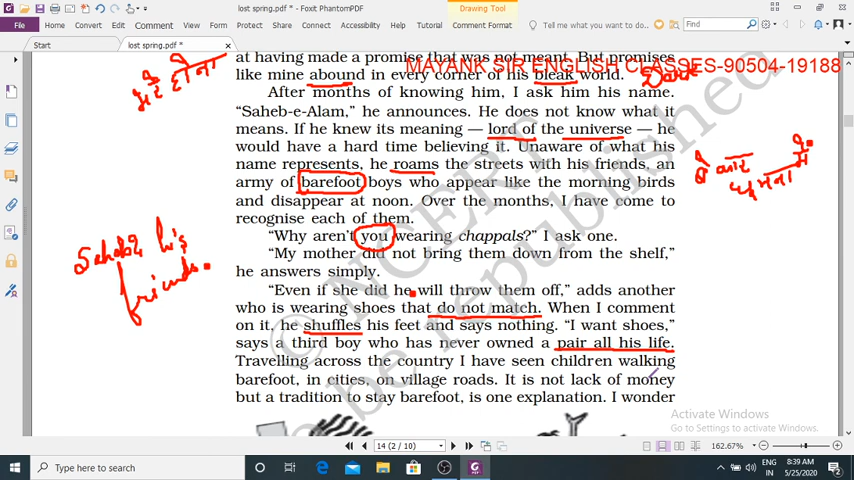 lost spring.pdf * - Foxit PhantomPDF
Drawing Tool
File Home Convert Edit Comment View Form Protect Share Connect Accessibility Help Tutorial Comment Format Tell me what you want to do... Find
Start lost spring.pdf *
at having made a promise that was not meant. But promises
MAYANK SIR ENGLISH CLASSES-90504-19188
like mine abound in every corner of his bleak world.
Dark
After months of knowing him, I ask him his name.
“Saheb-e-Alam,” he announces. He does not know what it
means. If he knew its meaning — lord of the universe — he
would have a hard time believing it. Unaware of what his
name represents, he roams the streets with his friends, an
army of barefoot boys who appear like the morning birds
and disappear at noon. Over the months, I have come to
recognise each of them.
“Why aren’t you wearing chappals?” I ask one.
“My mother did not bring them down from the shelf,”
he answers simply.
“Even if she did he will throw them off,” adds another
who is wearing shoes that do not match. When I comment
on it, he shuffles his feet and says nothing. “I want shoes,”
says a third boy who has never owned a pair all his life.
Travelling across the country I have seen children walking
barefoot, in cities, on village roads. It is not lack of money
but a tradition to stay barefoot, is one explanation. I wonder
his
friends.
© NCERT
be republished
Activate Windows
Go to Settings to activate Windows.
14 (2 / 10)
162.67%
Type here to search
ENG
IN
8:39 AM
5/25/2020
2